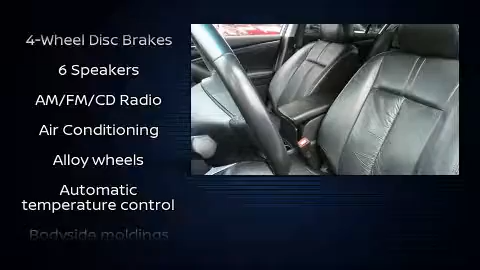 4-Wheel Disc Brakes
6 Speakers
AM/FM/CD Radio
Air Conditioning
Alloy wheels
Automatic
temperature control
Bodyside moldings